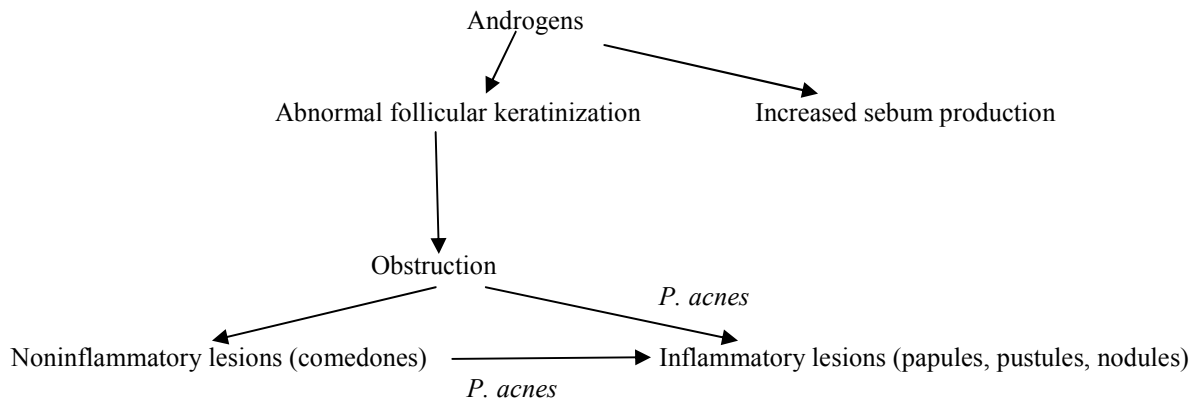 Androgens
Abnormal follicular keratinization
Increased sebum production
Obstruction
P. acnes
Noninflammatory lesions (comedones)
Inflammatory lesions (papules, pustules, nodules)
P. acnes